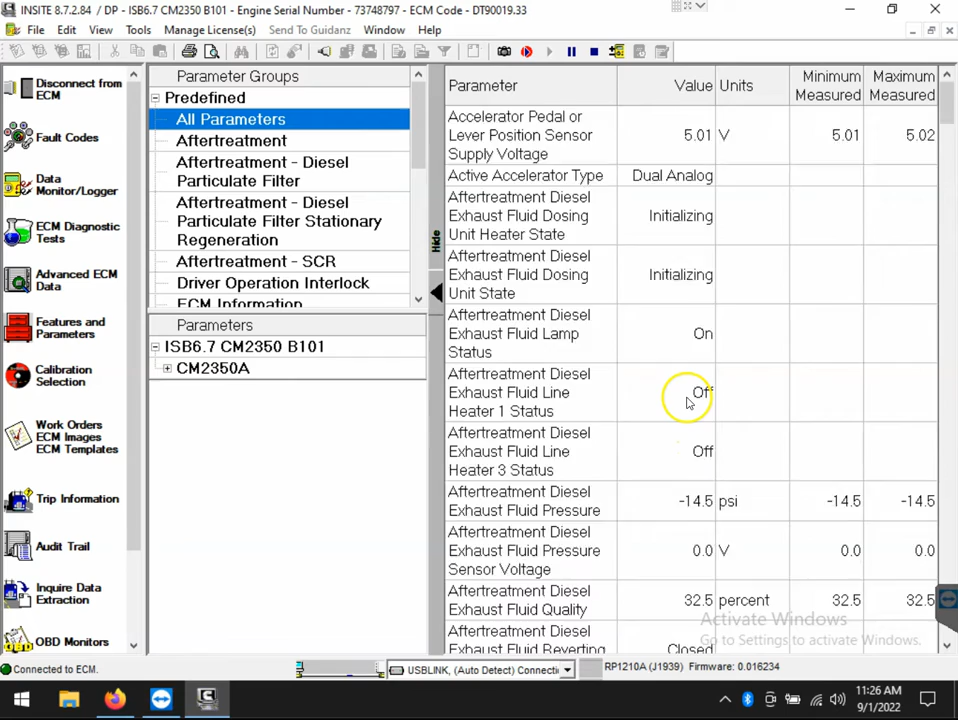 INSITE 8.7.2.84 / DP - ISB6.7 CM2350 B101 - Engine Serial Number - 73748797 - ECM Code - DT90019.33
File Edit View Tools Manage License(s) Send To Guidanz Window Help
Disconnect from
ECM
Fault Codes
Data
Monitor/Logger
ECM Diagnostic
Tests
Advanced ECM
Data
Features and
Parameters
Calibration
Selection
Work Orders
ECM Images
ECM Templates
Trip Information
Audit Trail
Inquire Data
Extraction
OBD Monitors
Parameter Groups
Predefined
All Parameters
Aftertreatment
Aftertreatment - Diesel
Particulate Filter
Aftertreatment - Diesel
Particulate Filter Stationary
Regeneration
Aftertreatment - SCR
Driver Operation Interlock
ECM Information
Parameters
ISB6.7 CM2350 B101
CM2350A
Hide
Parameter Value Units Minimum Measured Maximum Measured
Accelerator Pedal or
Lever Position Sensor 5.01 V 5.01 5.02
Supply Voltage
Active Accelerator Type Dual Analog
Aftertreatment Diesel
Exhaust Fluid Dosing Initializing
Unit Heater State
Aftertreatment Diesel
Exhaust Fluid Dosing Initializing
Unit State
Aftertreatment Diesel
Exhaust Fluid Lamp On
Status
Aftertreatment Diesel
Exhaust Fluid Line Off
Heater 1 Status
Aftertreatment Diesel
Exhaust Fluid Line Off
Heater 3 Status
Aftertreatment Diesel
Exhaust Fluid Pressure -14.5 psi -14.5 -14.5
Aftertreatment Diesel
Exhaust Fluid Pressure 0.0 V 0.0 0.0
Sensor Voltage
Aftertreatment Diesel
Exhaust Fluid Quality 32.5 percent 32.5 32.5
Aftertreatment Diesel
Exhaust Fluid Reverting Closed
Activate Windows
Go to Settings to activate Windows.
Connected to ECM.
USBLINK, (Auto Detect) Connectio
RP1210A (J1939) Firmware: 0.016234
11:26 AM
9/1/2022